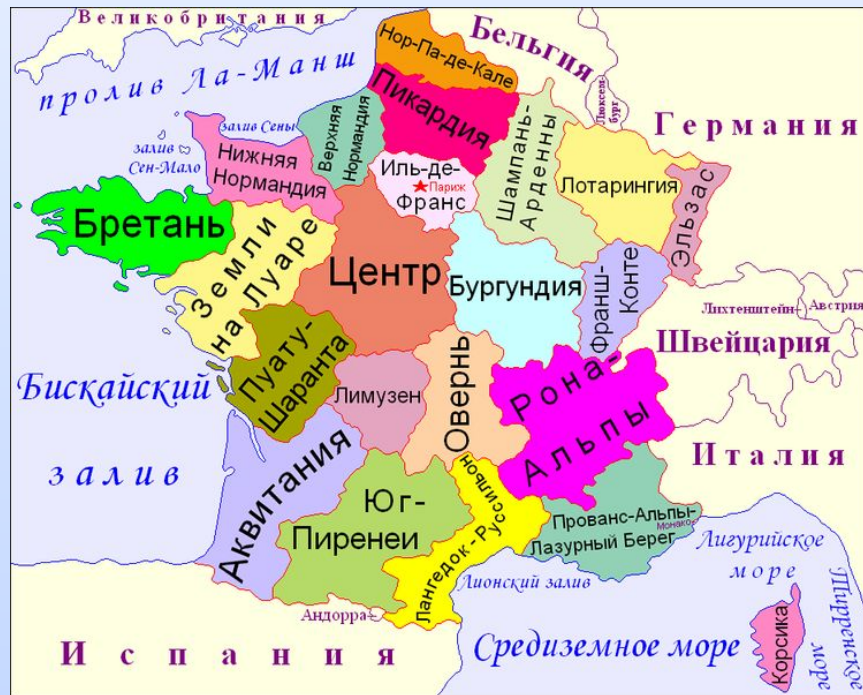 Великобритания
пролив Ла-Манш
Нор-Па-де-Кале
Бельгия
Люксем-
бург
Германия
Пикардия
залив Сены
залив
Сен-Мало
Верхняя
Нормандия
Нижняя
Нормандия
Иль-де-
Париж
Франс
Шампань-
Арденны
Лотарингия
Эльзас
Бретань
Земли
на Луаре
Центр
Бургундия
Франш-
Конте
Лихтенштейн
Австрия
Швейцария
Бискайский
залив
Пуату-
Шаранта
Лимузен
Овернь
Рона-
Альпы
Италия
Аквитания
Юг-
Пиренеи
Лангедок-Руссильон
Прованс-Альпы-
Монако
Лазурный Берег
Лигурийское
море
Тирренское
море
Лионский залив
Андорра
Испания
Средиземное море
Корсика